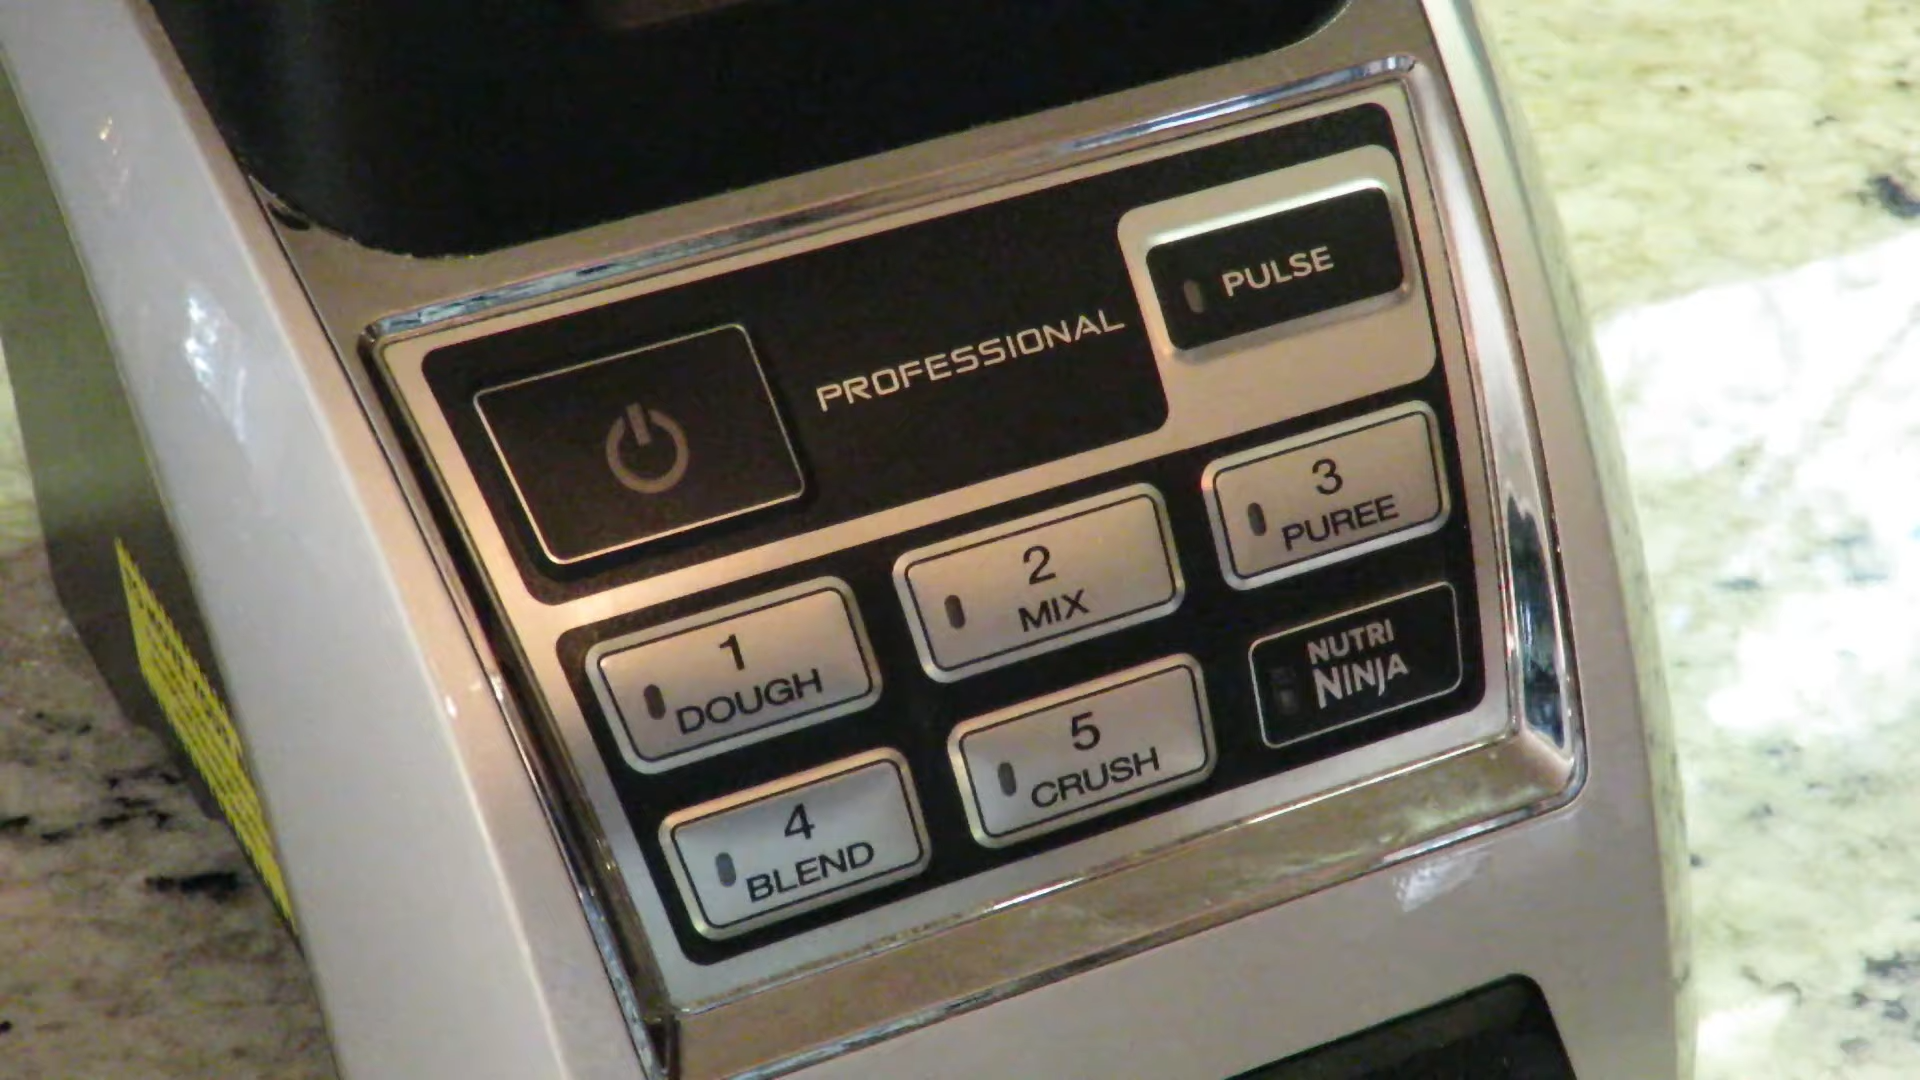 PROFESSIONAL
PULSE
1
DOUGH
2
MIX
3
PUREE
4
BLEND
5
CRUSH
NUTRI
NINJA